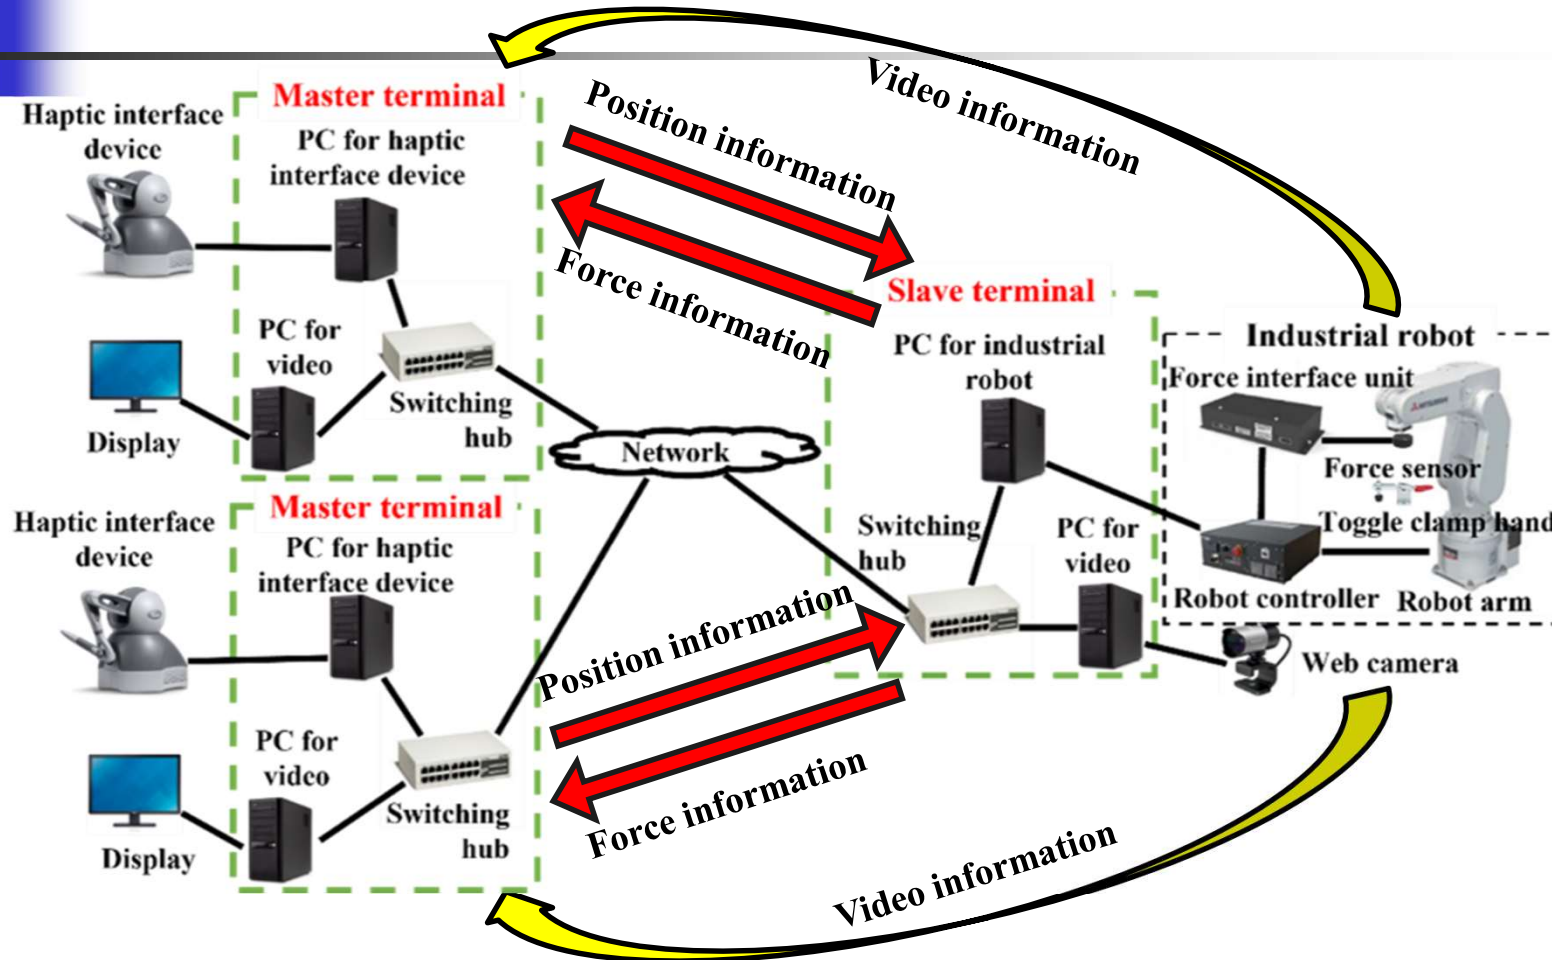 Video information
Master terminal
Haptic interface
device
PC for haptic
interface device
Position information
Force information
PC for
video
Switching
hub
Display
Network
Slave terminal
PC for industrial
robot
Industrial robot
Force interface unit
MITSUBISHI
Force sensor
Toggle clamp hand
Switching
hub
PC for
video
Robot controller
Robot arm
Web camera
Master terminal
Haptic interface
device
PC for haptic
interface device
Position information
Force information
PC for
video
Switching
hub
Display
Video information